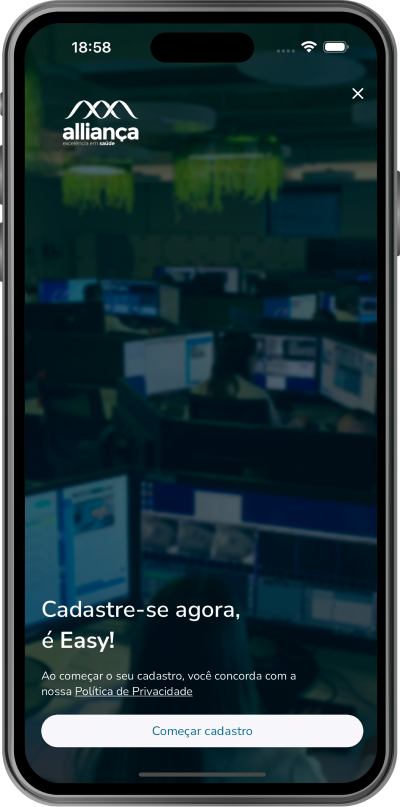 18:58
alliança
excelência em saúde
Cadastre-se agora,
é Easy!
Ao começar o seu cadastro, você concorda com a
nossa Política de Privacidade
Começar cadastro